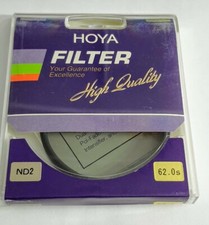 HOYA
FILTER
Your Guarantee of
Excellence
High Quality
ND2
62.0s